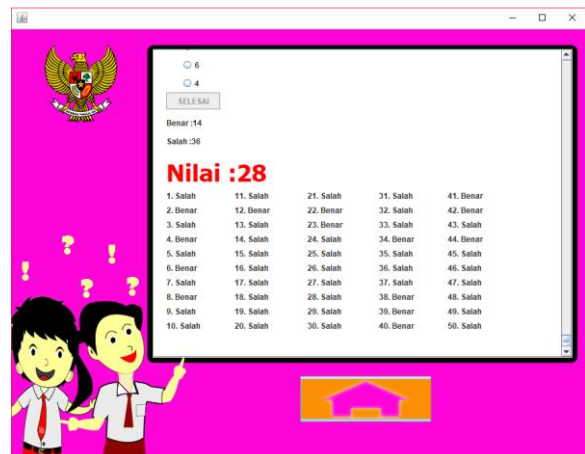 6
4
SELESAI
Benar :14
Salah :36
Nilai :28
1. Salah 11. Salah 21. Salah 31. Salah 41. Benar
2. Benar 12. Benar 22. Benar 32. Salah 42. Benar
3. Salah 13. Salah 23. Benar 33. Salah 43. Salah
4. Benar 14. Salah 24. Salah 34. Benar 44. Benar
5. Salah 15. Salah 25. Salah 35. Salah 45. Salah
6. Benar 16. Salah 26. Salah 36. Salah 46. Salah
7. Salah 17. Salah 27. Salah 37. Salah 47. Salah
8. Benar 18. Salah 28. Salah 38. Benar 48. Salah
9. Salah 19. Salah 29. Salah 39. Benar 49. Salah
10. Salah 20. Salah 30. Salah 40. Benar 50. Salah